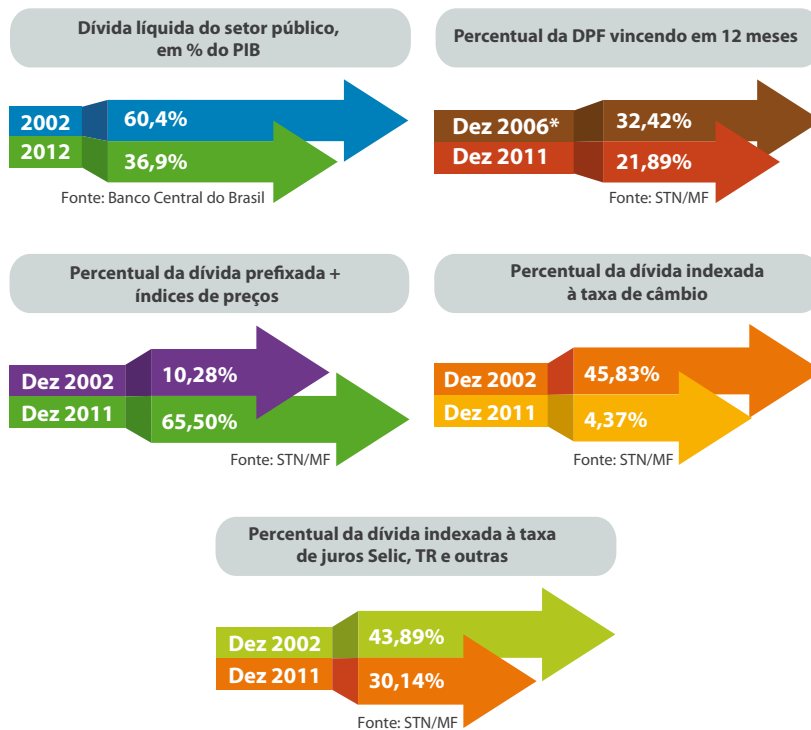 Dívida líquida do setor público,
em % do PIB
2002 60,4%
2012 36,9%
Fonte: Banco Central do Brasil
Percentual da DPF vincendo em 12 meses
Dez 2006* 32,42%
Dez 2011 21,89%
Fonte: STN/MF
Percentual da dívida prefixada +
índices de preços
Dez 2002 10,28%
Dez 2011 65,50%
Fonte: STN/MF
Percentual da dívida indexada
à taxa de câmbio
Dez 2002 45,83%
Dez 2011 4,37%
Fonte: STN/MF
Percentual da dívida indexada à taxa
de juros Selic, TR e outras
Dez 2002 43,89%
Dez 2011 30,14%
Fonte: STN/MF